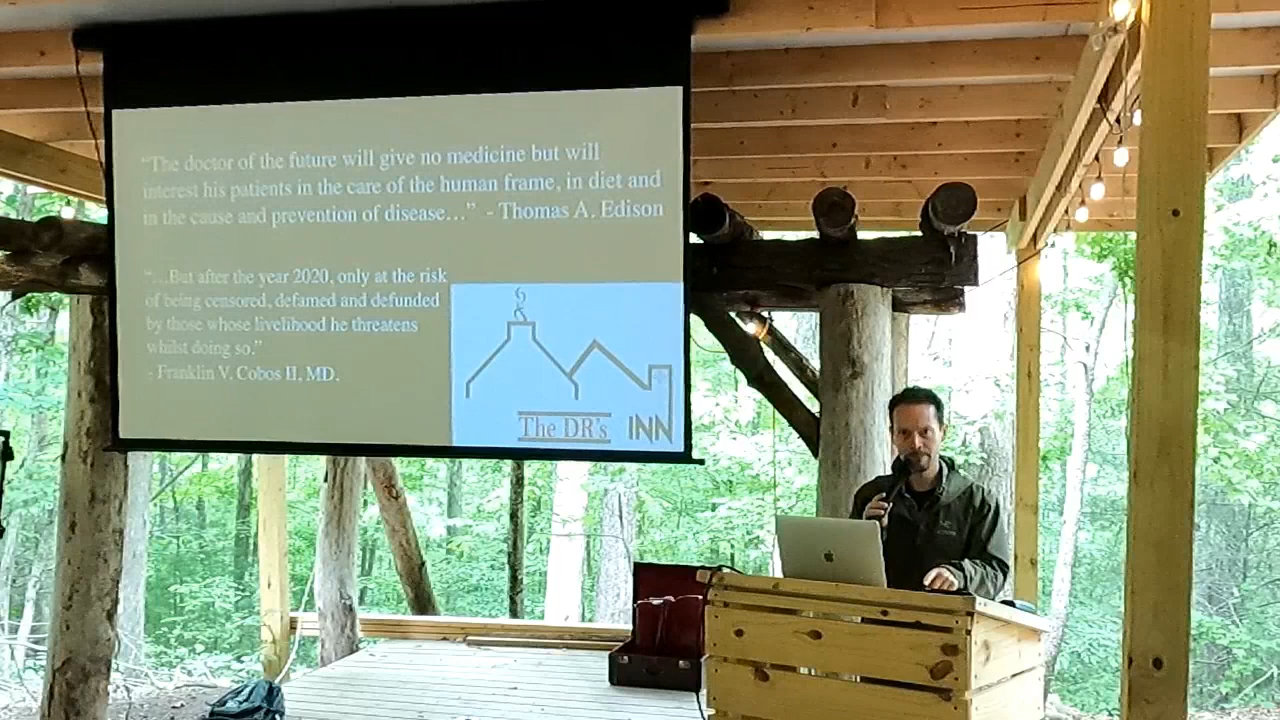 “The doctor of the future will give no medicine but will
interest his patients in the care of the human frame, in diet and
in the cause and prevention of disease…” - Thomas A. Edison
“…But after the year 2020, only at the risk
of being censored, defamed and defunded
by those whose livelihood he threatens
whilst doing so.”
- Franklin V. Cobos II, MD.
The DR's INN